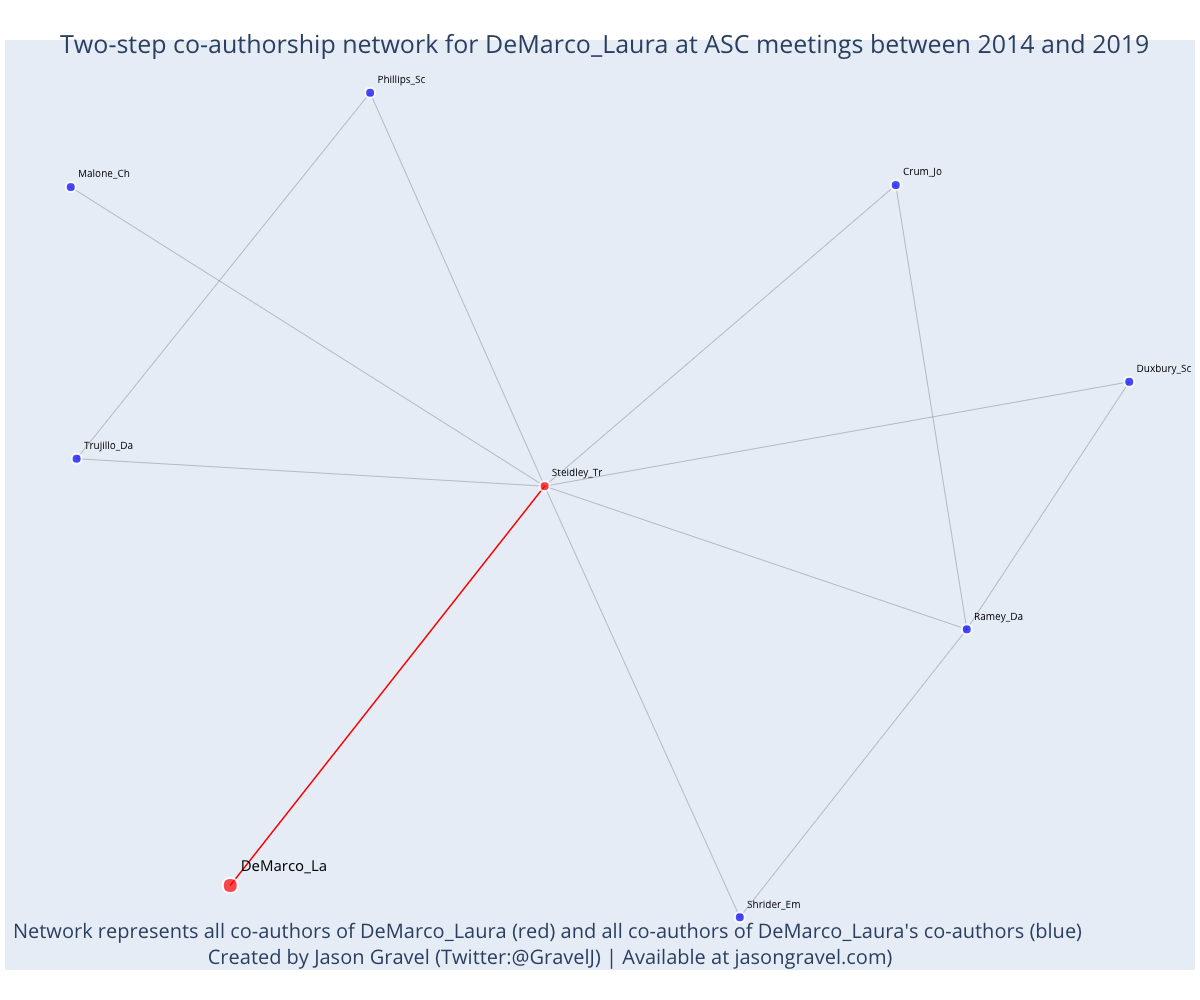 Two-step co-authorship network for DeMarco_Laura at ASC meetings between 2014 and 2019
Phillips_Sc
Malone_Ch
Crum_Jo
Duxbury_Sc
Trujillo_Da
Steidley_Tr
Ramey_Da
DeMarco_La
Shrider_Em
Network represents all co-authors of DeMarco_Laura (red) and all co-authors of DeMarco_Laura's co-authors (blue)
Created by Jason Gravel (Twitter:@GravelJ) | Available at jasongravel.com)